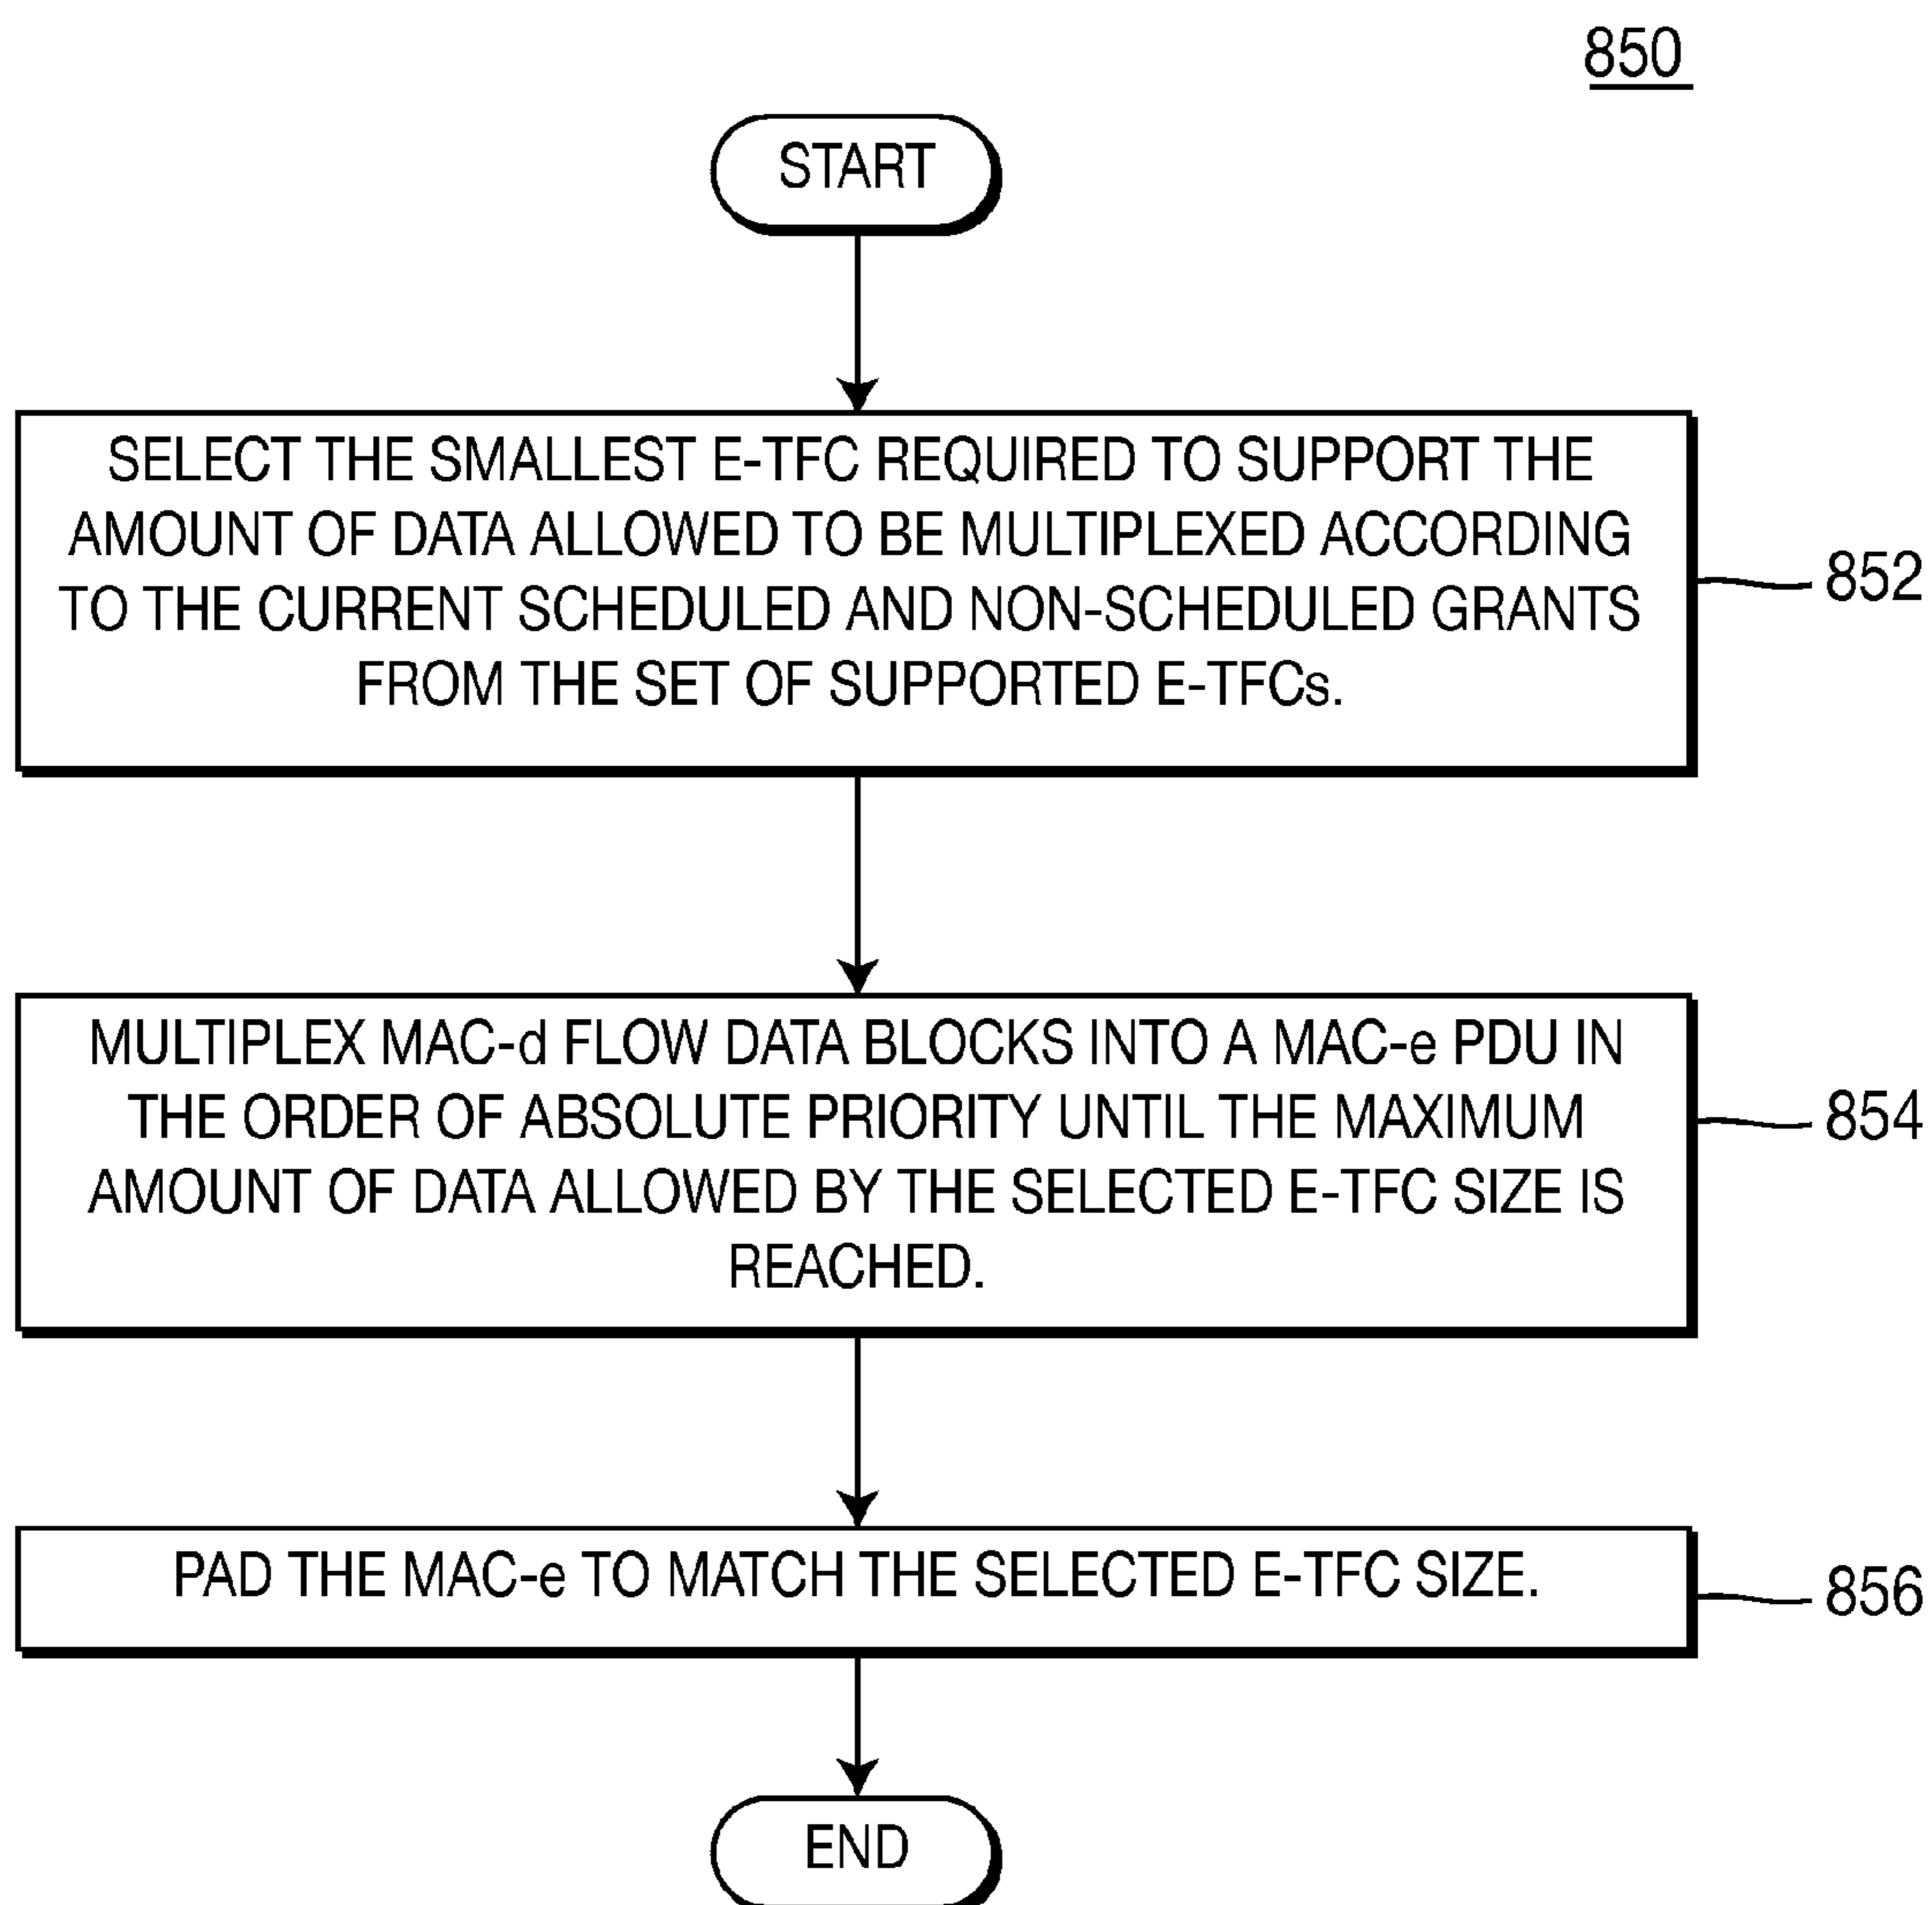 850
START
SELECT THE SMALLEST E-TFC REQUIRED TO SUPPORT THE
AMOUNT OF DATA ALLOWED TO BE MULTIPLEXED ACCORDING
TO THE CURRENT SCHEDULED AND NON-SCHEDULED GRANTS
FROM THE SET OF SUPPORTED E-TFCs.
852
MULTIPLEX MAC-d FLOW DATA BLOCKS INTO A MAC-e PDU IN
THE ORDER OF ABSOLUTE PRIORITY UNTIL THE MAXIMUM
AMOUNT OF DATA ALLOWED BY THE SELECTED E-TFC SIZE IS
REACHED.
854
PAD THE MAC-e TO MATCH THE SELECTED E-TFC SIZE.
856
END